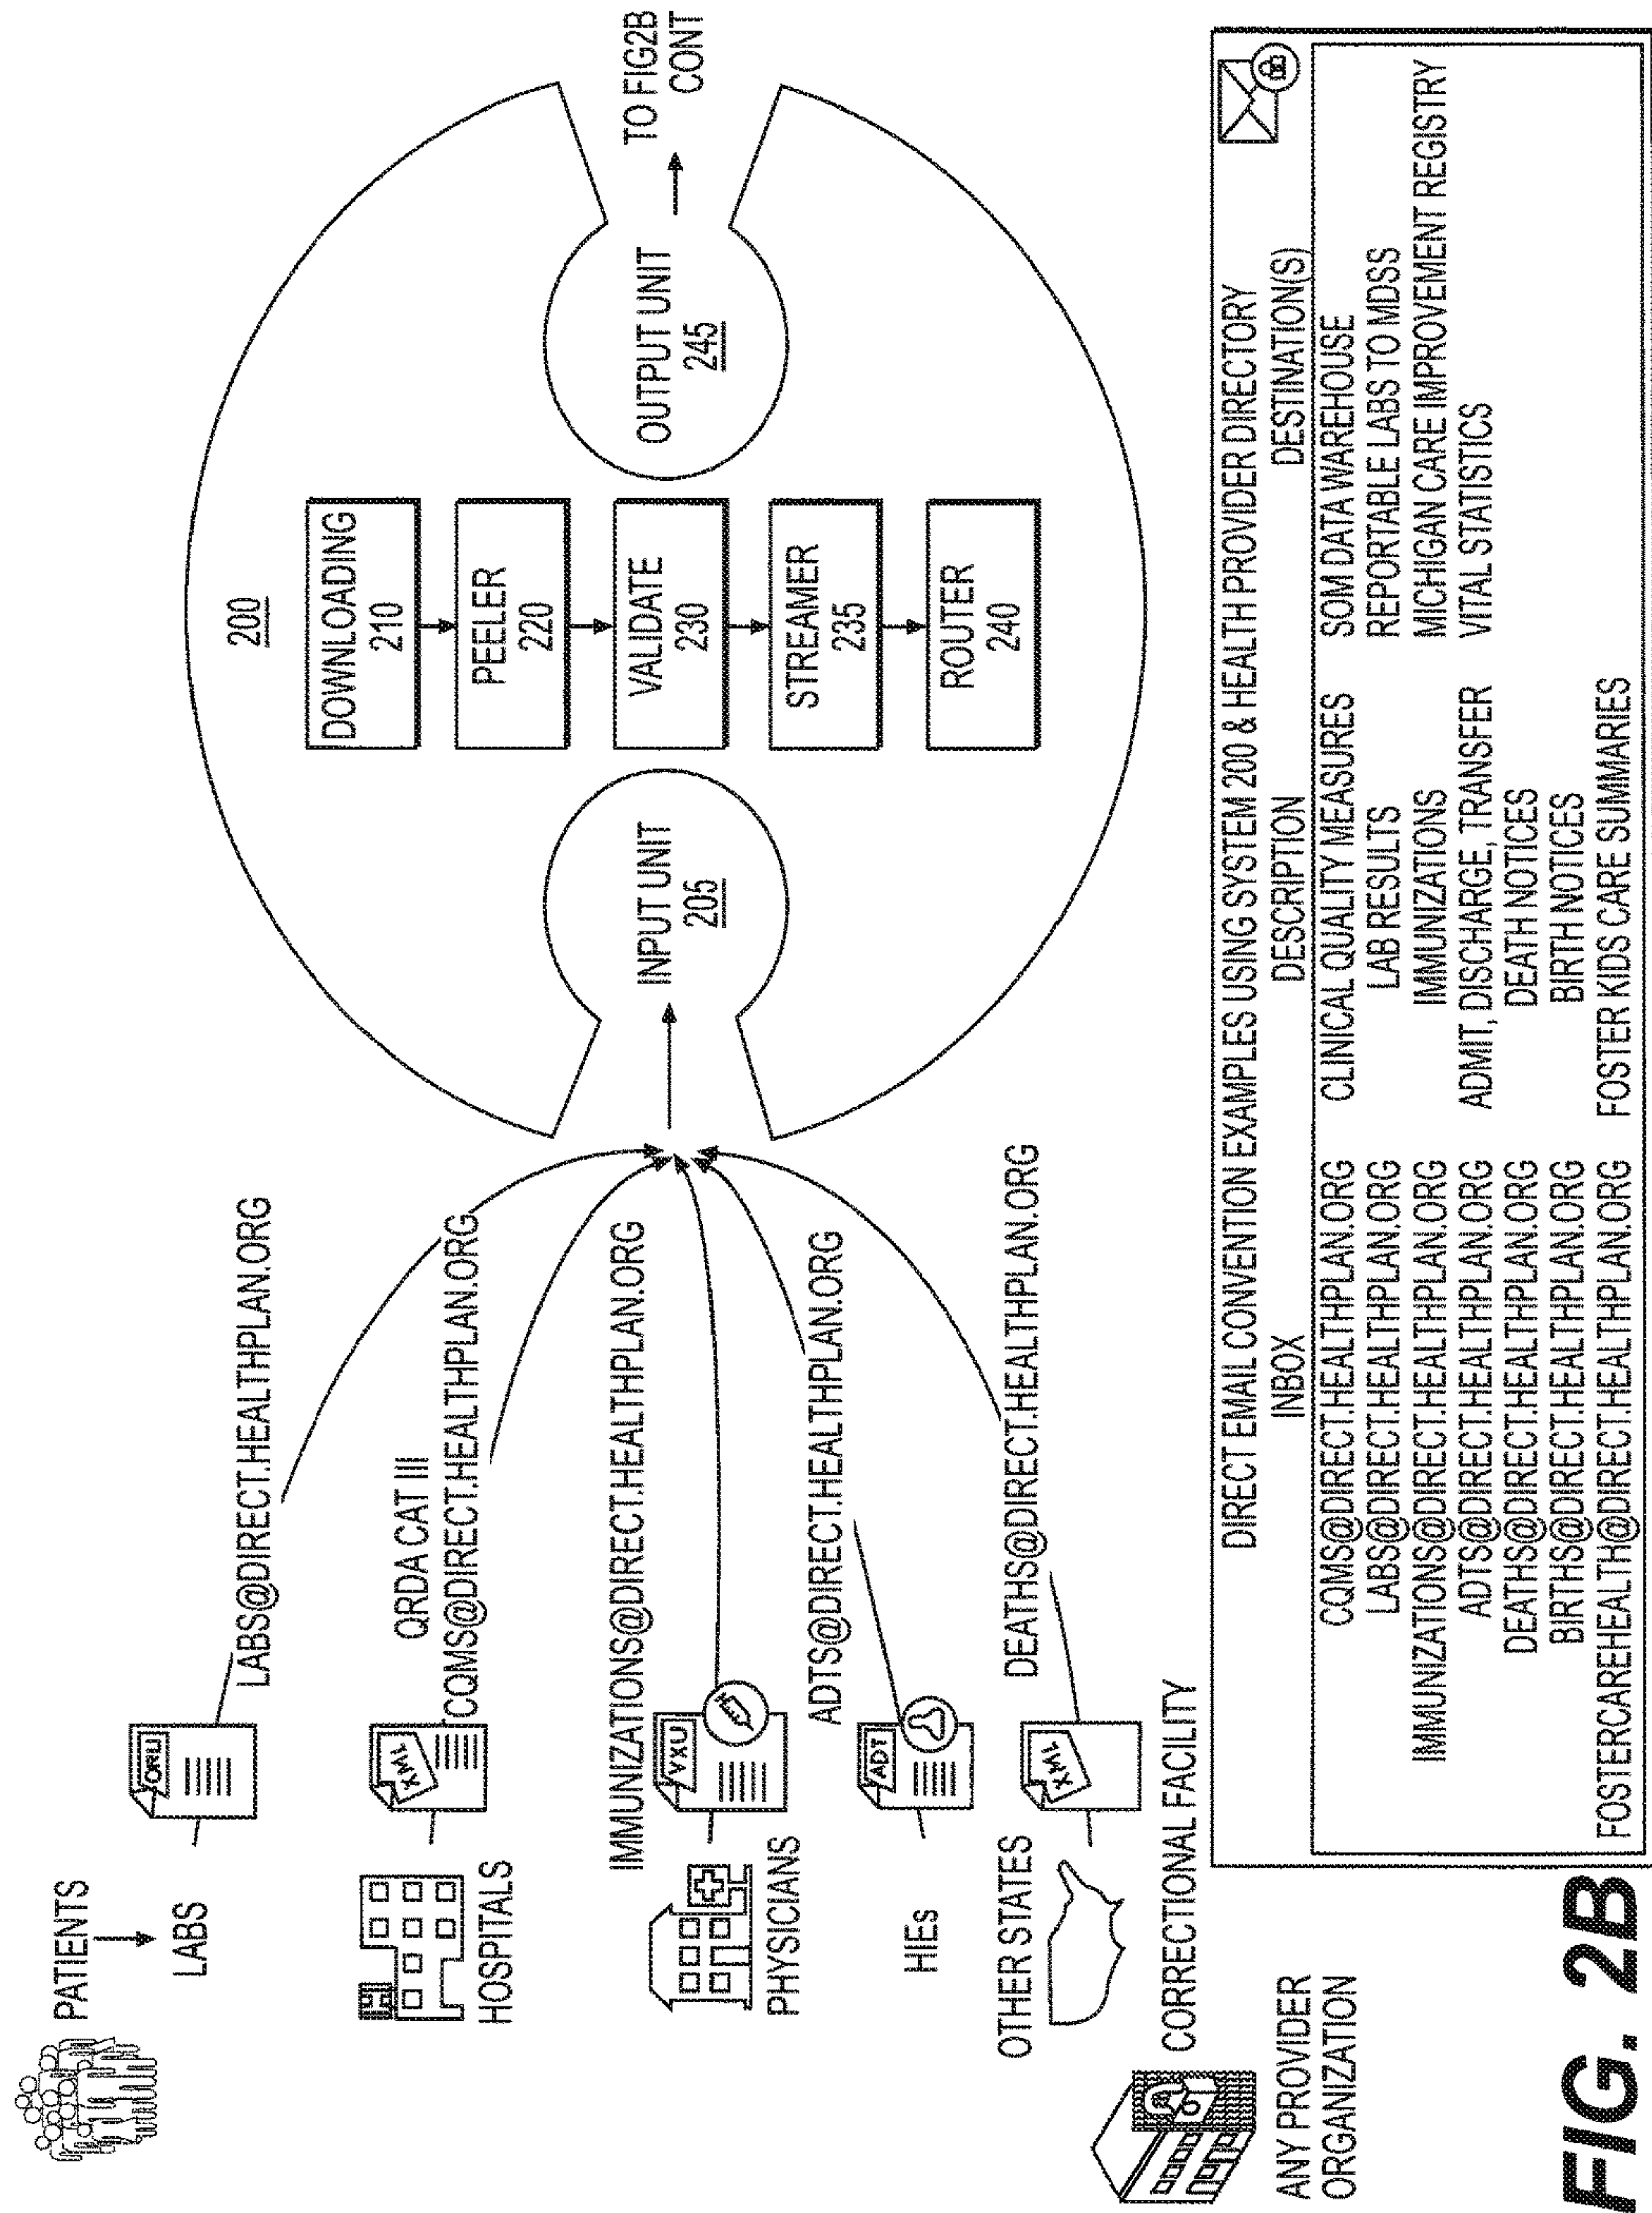 PATIENTS
LABS
ORU
LABS@DIRECT.HEALTHPLAN.ORG
H
HOSPITALS
XML
QRDA CAT III
CQMS@DIRECT.HEALTHPLAN.ORG
IMMUNIZATIONS@DIRECT.HEALTHPLAN.ORG
VXU
PHYSICIANS
ADTS@DIRECT.HEALTHPLAN.ORG
ADT
HIEs
DEATHS@DIRECT.HEALTHPLAN.ORG
OTHER STATES
XML
CORRECTIONAL FACILITY
ANY PROVIDER
ORGANIZATION
200
INPUT UNIT
205
DOWNLOADING
210
PEELER
220
VALIDATE
230
STREAMER
235
ROUTER
240
OUTPUT UNIT
245
TO FIG2B
CONT
DIRECT EMAIL CONVENTION EXAMPLES USING SYSTEM 200 & HEALTH PROVIDER DIRECTORY
INBOX DESCRIPTION DESTINATION(S)
CQMS@DIRECT.HEALTHPLAN.ORG CLINICAL QUALITY MEASURES SOM DATA WAREHOUSE
LABS@DIRECT.HEALTHPLAN.ORG LAB RESULTS REPORTABLE LABS TO MDSS
IMMUNIZATIONS@DIRECT.HEALTHPLAN.ORG IMMUNIZATIONS MICHIGAN CARE IMPROVEMENT REGISTRY
ADTS@DIRECT.HEALTHPLAN.ORG ADMIT, DISCHARGE, TRANSFER VITAL STATISTICS
DEATHS@DIRECT.HEALTHPLAN.ORG DEATH NOTICES
BIRTHS@DIRECT.HEALTHPLAN.ORG BIRTH NOTICES
FOSTERCAREHEALTH@DIRECT.HEALTHPLAN.ORG FOSTER KIDS CARE SUMMARIES
FIG. 2B